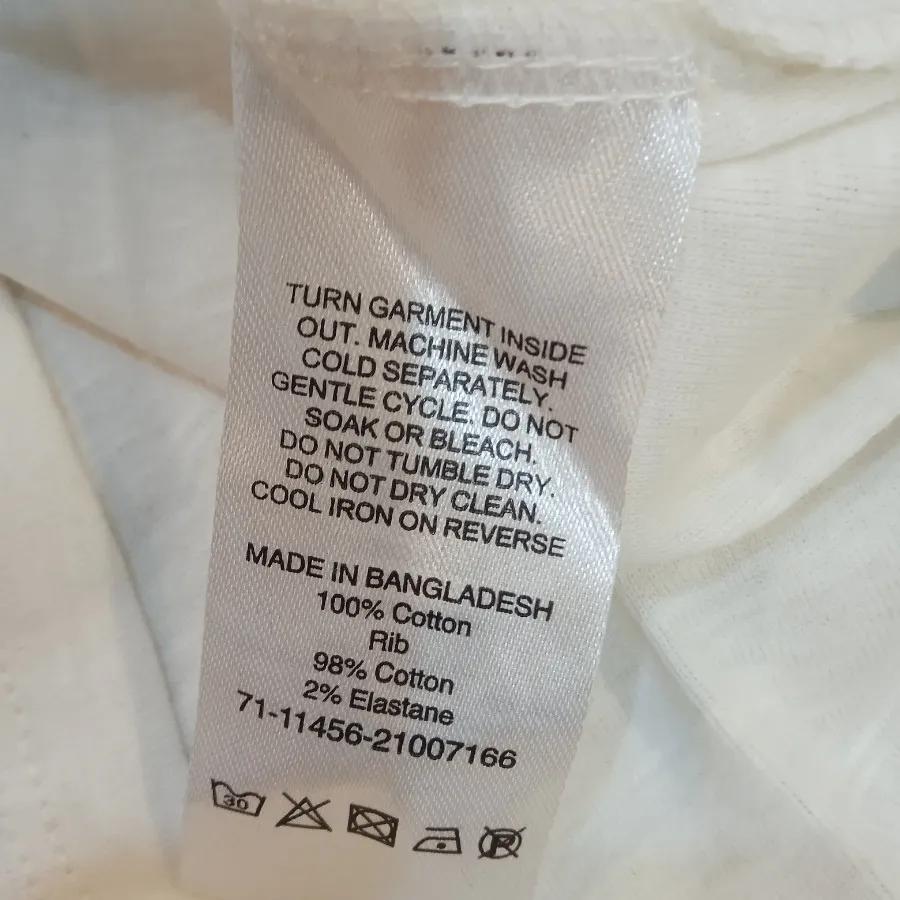 TURN GARMENT INSIDE
OUT. MACHINE WASH
COLD SEPARATELY.
GENTLE CYCLE. DO NOT
SOAK OR BLEACH.
DO NOT TUMBLE DRY.
DO NOT DRY CLEAN.
COOL IRON ON REVERSE
MADE IN BANGLADESH
100% Cotton
Rib
98% Cotton
2% Elastane
71-11456-21007166
30 P